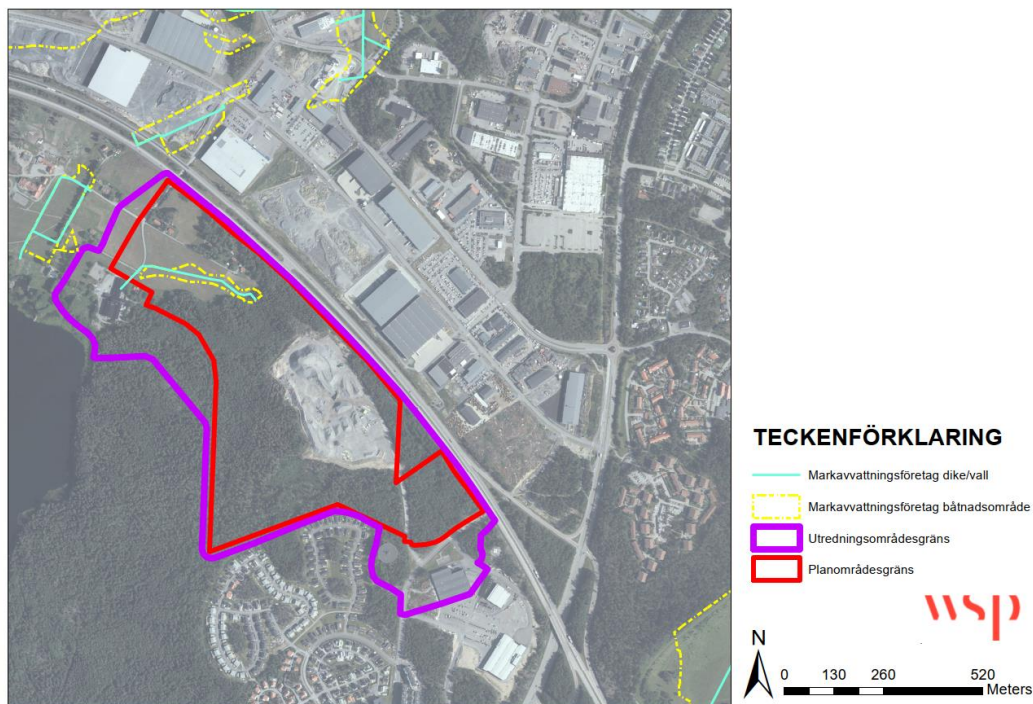 TECKENFÖRKLARING
Markavvattningsföretag dike/vall
Markavvattningsföretag båtnadsområde
Utredningsområdesgräns
Planområdesgräns
wsp
N
0 130 260 520
Meters